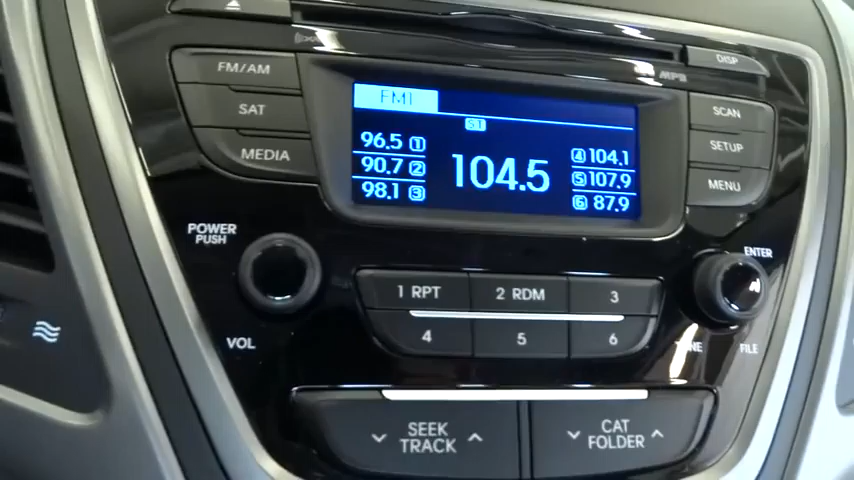 DISP
FM/AM
SAT
MEDIA
FM1
ST
96.5 1
90.7 2
98.1 3
104.5
4 104.1
5 107.9
6 87.9
SCAN
SETUP
MENU
POWER
PUSH
VOL
ENTER
FILE
1 RPT
2 RDM
3
4
5
6
SEEK
TRACK
CAT
FOLDER